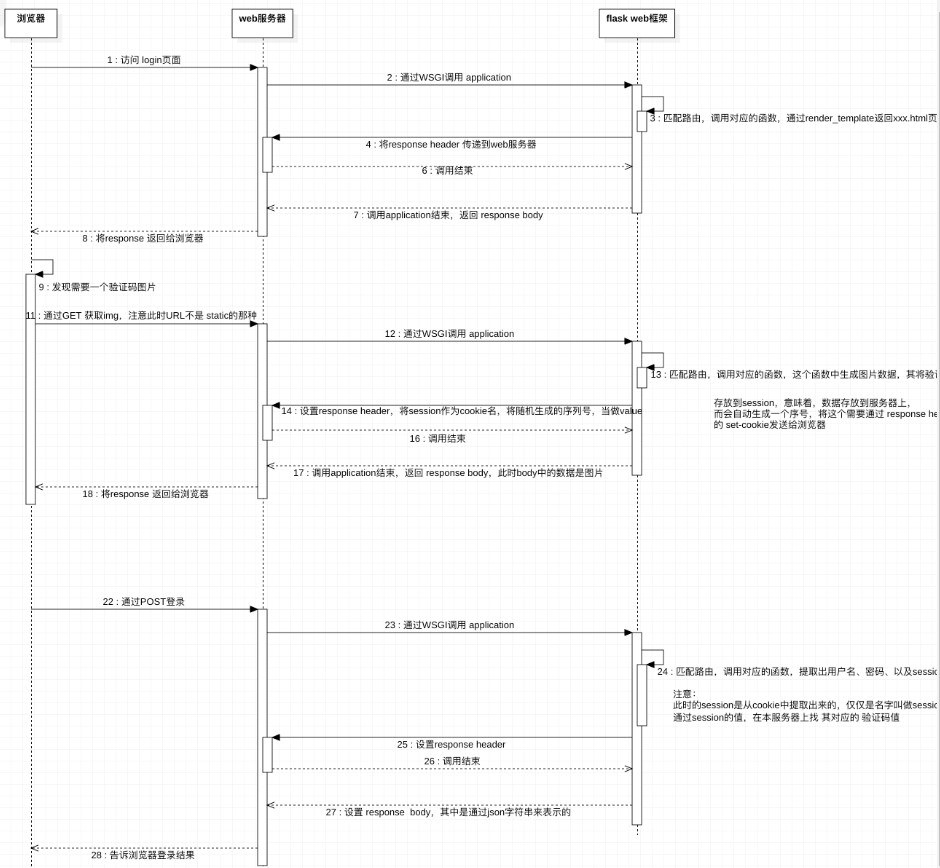 浏览器
web服务器
flask web框架
1 : 访问 login页面
2 : 通过WSGI调用 application
3 : 匹配路由，调用对应的函数，通过render_template返回xxx.html页
4 : 将response header 传递到web服务器
6 : 调用结束
7 : 调用application结束，返回 response body
8 : 将response 返回给浏览器
9 : 发现需要一个验证码图片
11 : 通过GET 获取img，注意此时URL不是 static的那种
12 : 通过WSGI调用 application
13 : 匹配路由，调用对应的函数，这个函数中生成图片数据，其将验
存放到session，意味着，数据存放到服务器上，
而会自动生成一个序号，将这个需要通过 response he
的 set-cookie发送给浏览器
14 : 设置response header，将session作为cookie名，将随机生成的序列号，当做value
16 : 调用结束
17 : 调用application结束，返回 response body，此时body中的数据是图片
18 : 将response 返回给浏览器
22 : 通过POST登录
23 : 通过WSGI调用 application
24 : 匹配路由，调用对应的函数，提取出用户名、密码、以及sessio
注意：
此时的session是从cookie中提取出来的，仅仅是名字叫做sessio
通过session的值，在本服务器上找 其对应的 验证码值
25 : 设置response header
26 : 调用结束
27 : 设置 response  body，其中是通过json字符串来表示的
28 : 告诉浏览器登录结果